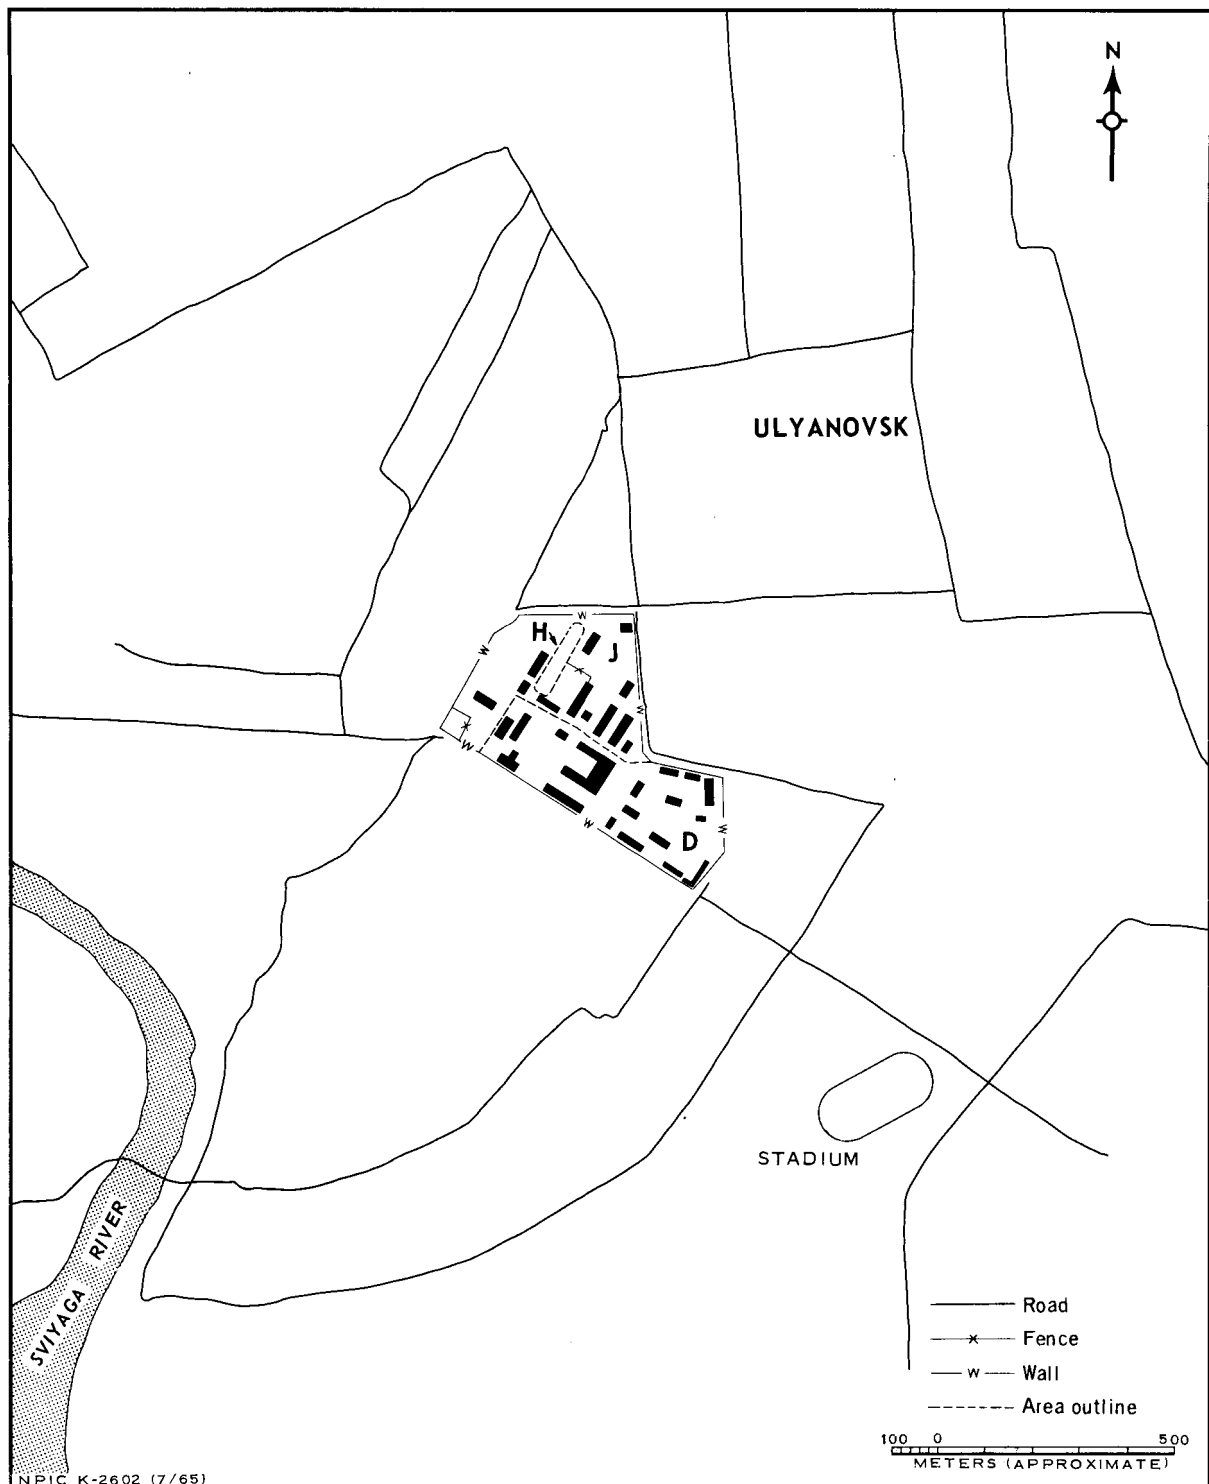 N
ULYANOVSK
W
H
J
W
W
W
W
D
W
STADIUM
SVIYAGA RIVER
Road
Fence
W Wall
Area outline
100 0 500
METERS (APPROXIMATE)
NPIC K-2602 (7/65)